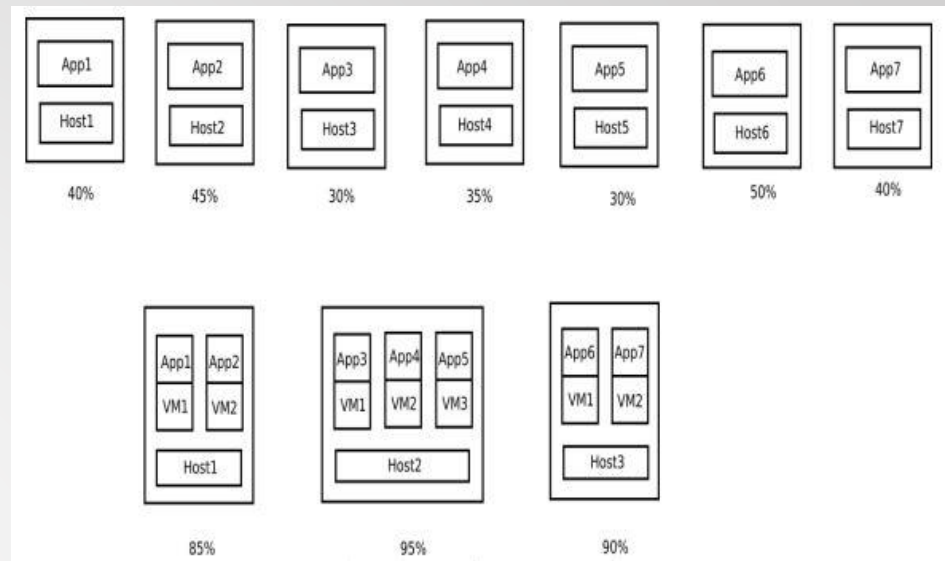 App1 App2 App3 App4 App5 App6 App7
Host1 Host2 Host3 Host4 Host5 Host6 Host7
40% 45% 30% 35% 30% 50% 40%
App1 App2 App3 App4 App5 App6 App7
VM1 VM2 VM1 VM2 VM3 VM1 VM2
Host1 Host2 Host3
85% 95% 90%